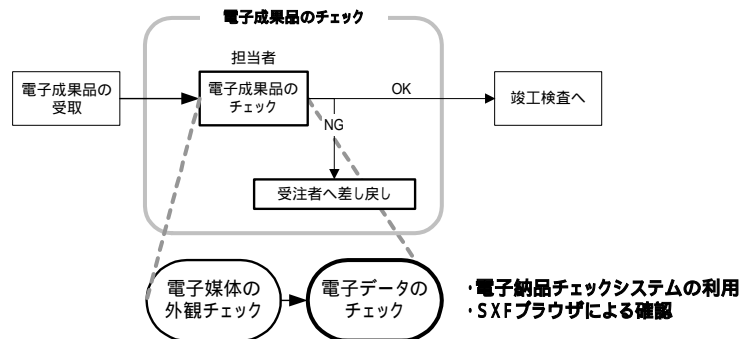 電子成果品のチェック
担当者
電子成果品の
受取
電子成果品の
チェック
OK
竣工検査へ
NG
受注者へ差し戻し
電子媒体の
外観チェック
電子データの
チェック
・電子納品チェックシステムの利用
・SXFブラウザによる確認